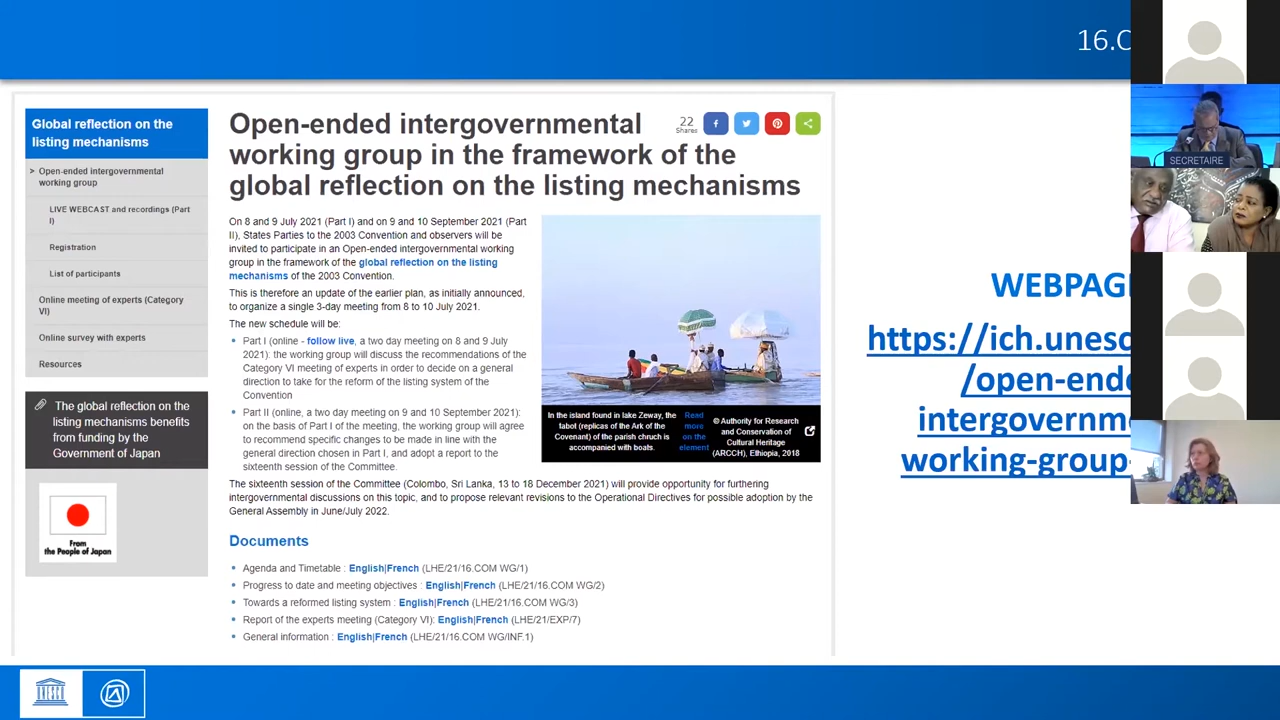 16.C
Global reflection on the
listing mechanisms
> Open-ended intergovernmental
working group
LIVE WEBCAST and recordings (Part
I)
Registration
List of participants
Online meeting of experts (Category
VI)
Online survey with experts
Resources
The global reflection on the
listing mechanisms benefits
from funding by the
Government of Japan
From
the People of Japan
Open-ended intergovernmental
working group in the framework of the
global reflection on the listing mechanisms
22
Shares
On 8 and 9 July 2021 (Part I) and on 9 and 10 September 2021 (Part
II), States Parties to the 2003 Convention and observers will be
invited to participate in an Open-ended intergovernmental working
group in the framework of the global reflection on the listing
mechanisms of the 2003 Convention.
This is therefore an update of the earlier plan, as initially announced,
to organize a single 3-day meeting from 8 to 10 July 2021.
The new schedule will be:
• Part I (online - follow live, a two day meeting on 8 and 9 July
2021): the working group will discuss the recommendations of the
Category VI meeting of experts in order to decide on a general
direction to take for the reform of the listing system of the
Convention
• Part II (online, a two day meeting on 9 and 10 September 2021):
on the basis of Part I of the meeting, the working group will agree
to recommend specific changes to be made in line with the
general direction chosen in Part I, and adopt a report to the
sixteenth session of the Committee.
In the island found in lake Zeway, the
tabot (replicas of the Ark of the
Covenant) of the parish chruch is
accompanied with boats.
Read
more
on the
element
© Authority for Research
and Conservation of
Cultural Heritage
(ARCCH), Ethiopia, 2018
The sixteenth session of the Committee (Colombo, Sri Lanka, 13 to 18 December 2021) will provide opportunity for furthering
intergovernmental discussions on this topic, and to propose relevant revisions to the Operational Directives for possible adoption by the
General Assembly in June/July 2022.
Documents
• Agenda and Timetable : English|French (LHE/21/16.COM WG/1)
• Progress to date and meeting objectives : English|French (LHE/21/16.COM WG/2)
• Towards a reformed listing system : English|French (LHE/21/16.COM WG/3)
• Report of the experts meeting (Category VI): English|French (LHE/21/EXP/7)
• General information : English|French (LHE/21/16.COM WG/INF.1)
WEBPAGE
https://ich.unesc
/open-ende
intergovernm
working-group-
SECRETAIRE